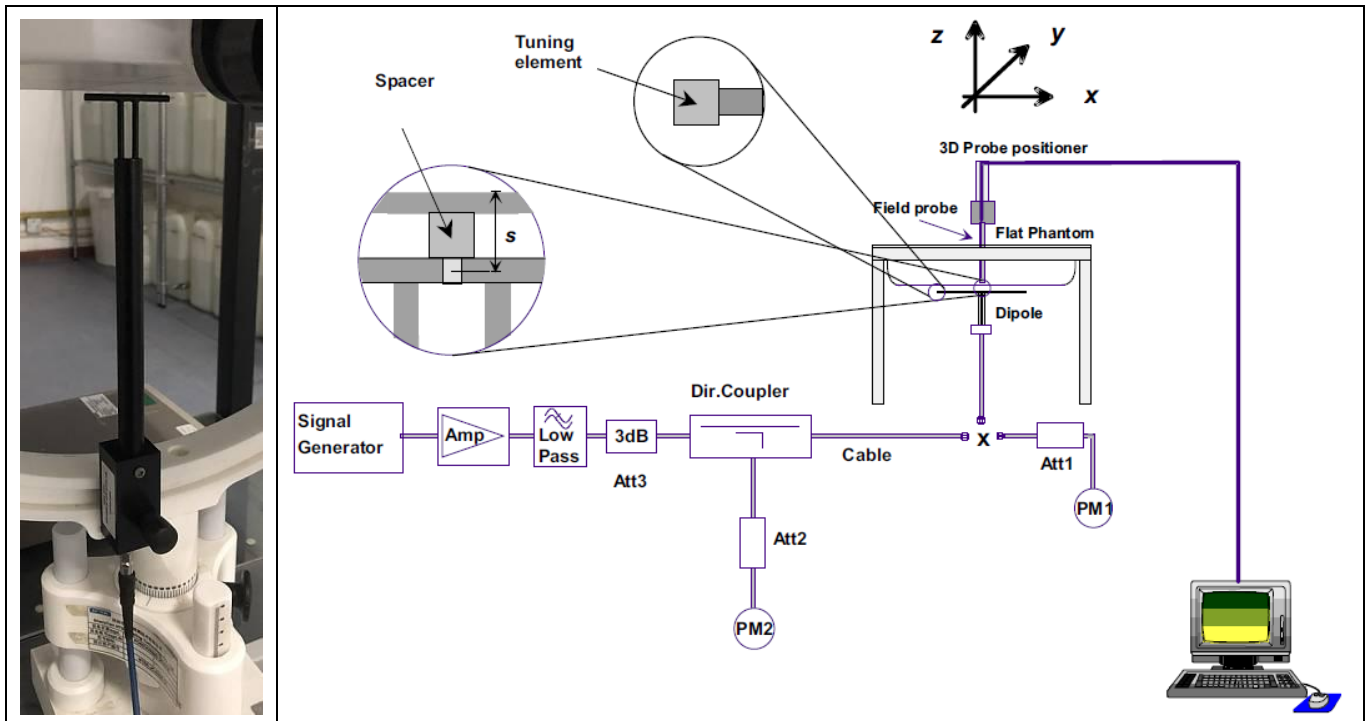 Tuning
element
Spacer
s
z
y
x
3D Probe positioner
Field probe
Flat Phantom
Dipole
Dir.Coupler
Signal
Generator
Amp
Low
Pass
3dB
Att3
Cable
X
Att1
PM1
Att2
PM2